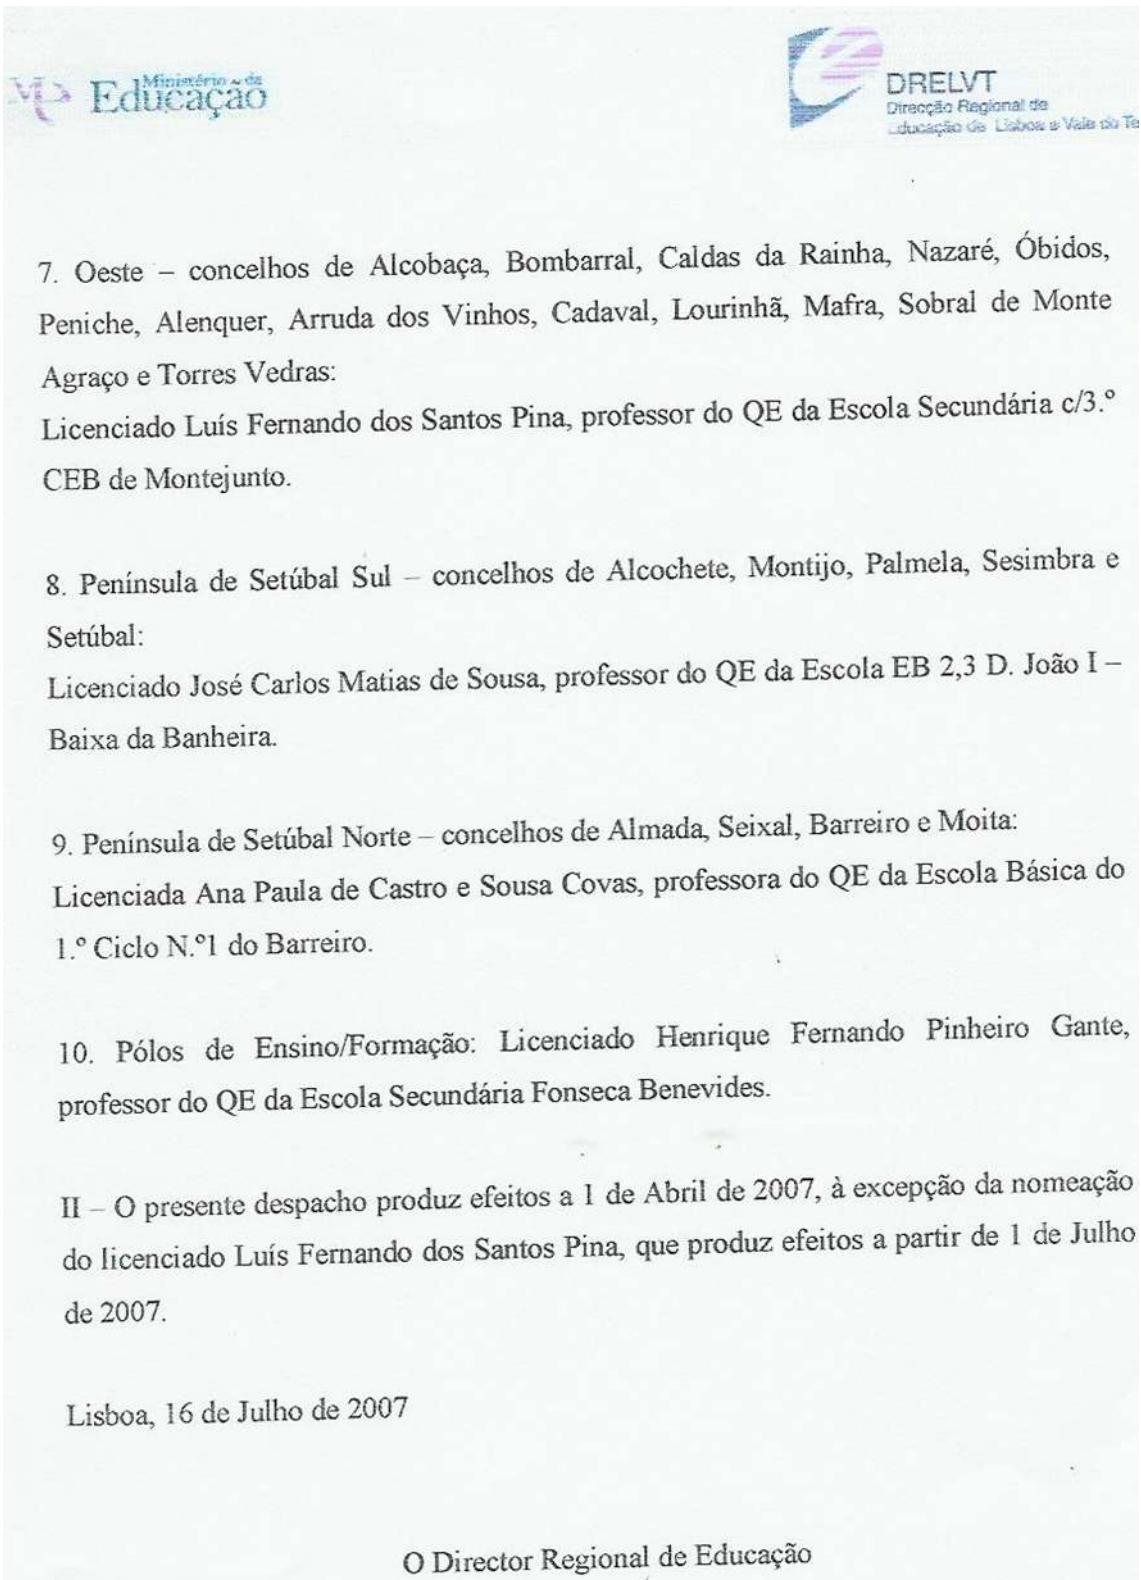 Ministério da
Educação
DRELVT
Direcção Regional de
Educação de Lisboa e Vale do Te
7. Oeste – concelhos de Alcobaça, Bombarral, Caldas da Rainha, Nazaré, Óbidos,
Peniche, Alenquer, Arruda dos Vinhos, Cadaval, Lourinhã, Mafra, Sobral de Monte
Agraço e Torres Vedras:
Licenciado Luís Fernando dos Santos Pina, professor do QE da Escola Secundária c/3.º
CEB de Montejunto.
8. Península de Setúbal Sul – concelhos de Alcochete, Montijo, Palmela, Sesimbra e
Setúbal:
Licenciado José Carlos Matias de Sousa, professor do QE da Escola EB 2,3 D. João I –
Baixa da Banheira.
9. Península de Setúbal Norte – concelhos de Almada, Seixal, Barreiro e Moita:
Licenciada Ana Paula de Castro e Sousa Covas, professora do QE da Escola Básica do
1.º Ciclo N.º1 do Barreiro.
10. Pólos de Ensino/Formação: Licenciado Henrique Fernando Pinheiro Gante,
professor do QE da Escola Secundária Fonseca Benevides.
II – O presente despacho produz efeitos a 1 de Abril de 2007, à excepção da nomeação
do licenciado Luís Fernando dos Santos Pina, que produz efeitos a partir de 1 de Julho
de 2007.
Lisboa, 16 de Julho de 2007
O Director Regional de Educação